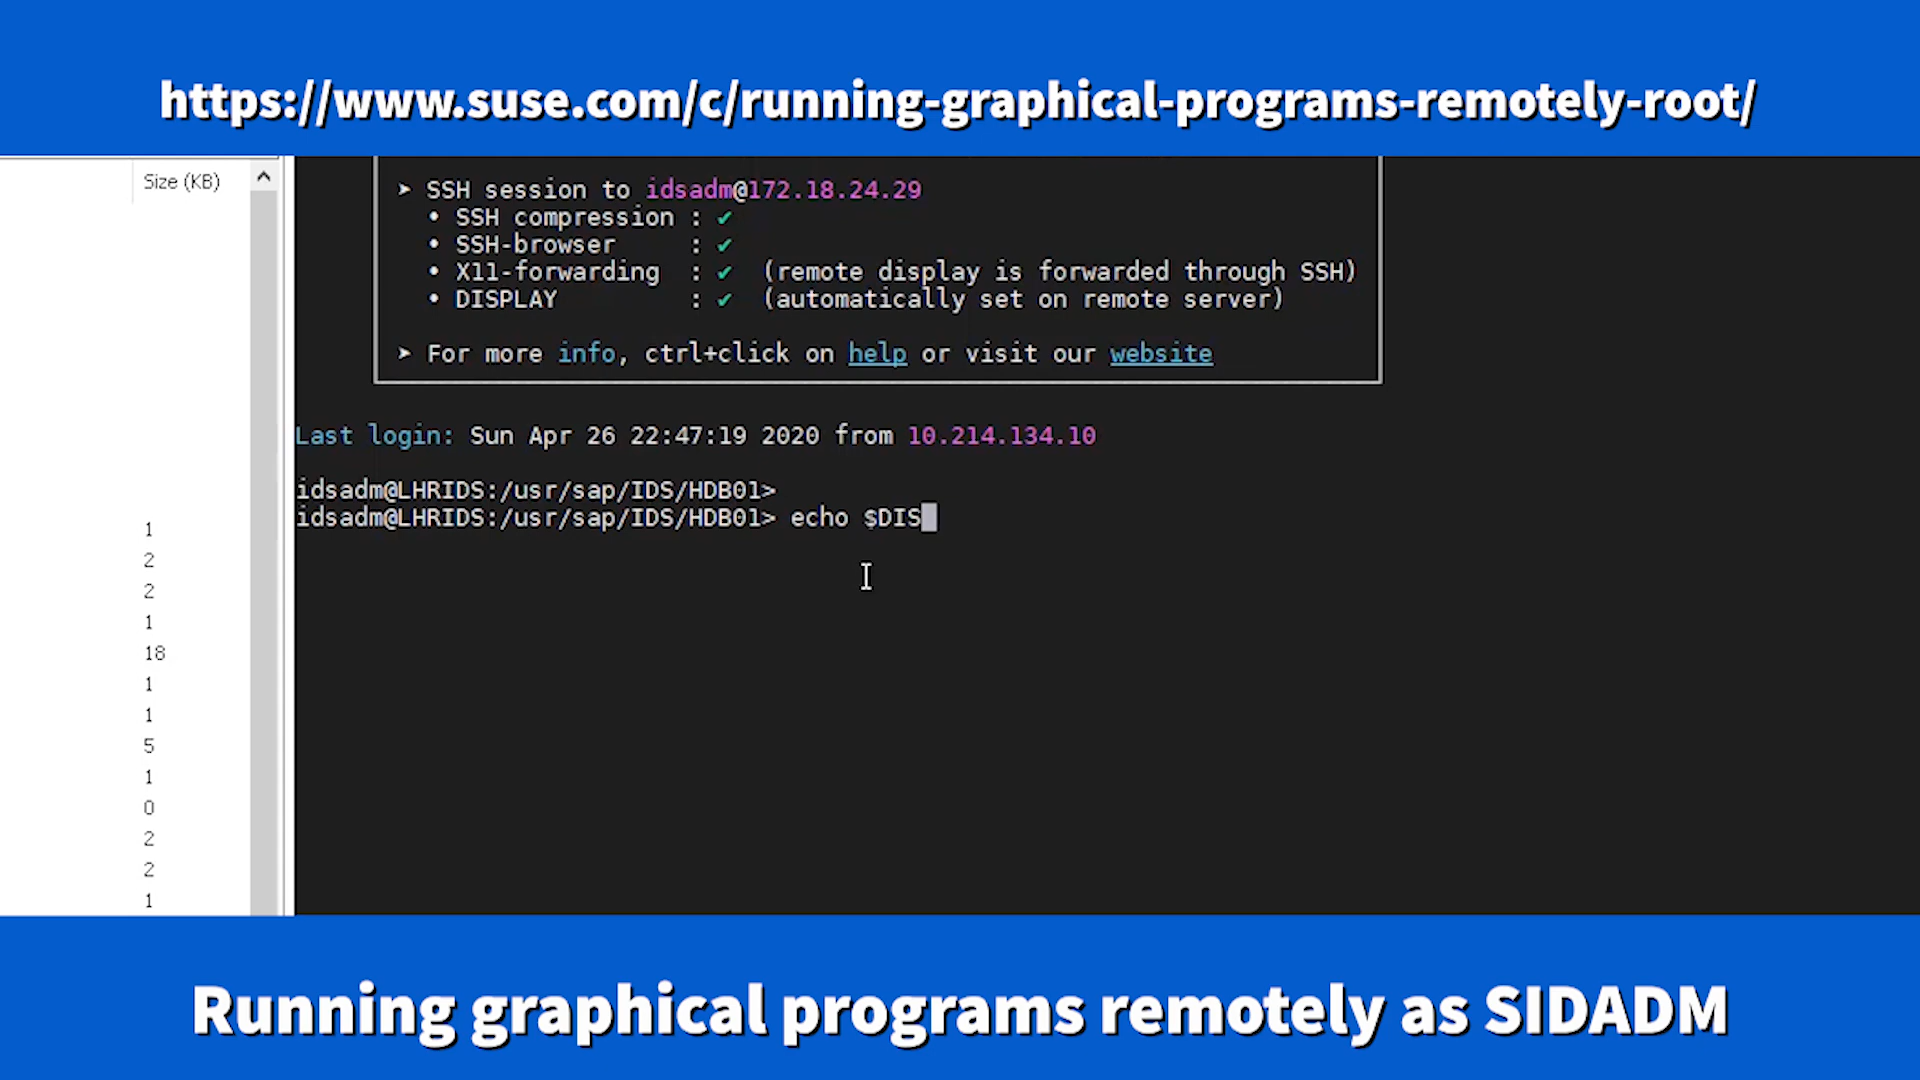 https://www.suse.com/c/running-graphical-programs-remotely-root/
Size (KB)
➤ SSH session to idsadm@172.18.24.29
• SSH compression : ✔
• SSH-browser     : ✔
• X11-forwarding  : ✔  (remote display is forwarded through SSH)
• DISPLAY         : ✔  (automatically set on remote server)
➤ For more info, ctrl+click on help or visit our website
Last login: Sun Apr 26 22:47:19 2020 from 10.214.134.10
idsadm@LHRIDS:/usr/sap/IDS/HDB01>
idsadm@LHRIDS:/usr/sap/IDS/HDB01> echo $DIS
1
2
2
1
18
1
1
5
1
0
2
2
1
Running graphical programs remotely as SIDADM